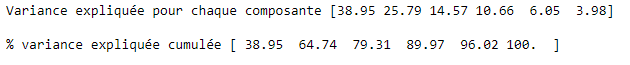 Variance expliquée pour chaque composante [38.95 25.79 14.57 10.66  6.05  3.98]
% variance expliquée cumulée [ 38.95  64.74  79.31  89.97  96.02 100.  ]